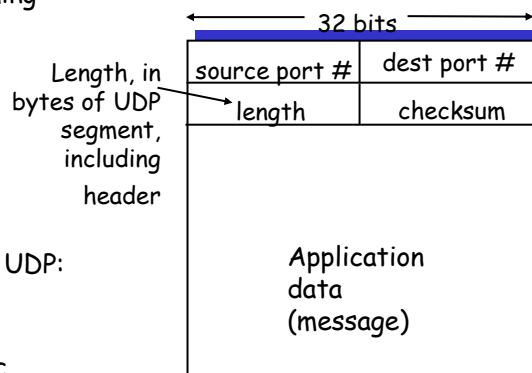 32 bits
source port # dest port #
length checksum
Length, in
bytes of UDP
segment,
including
header
UDP:
Application
data
(message)